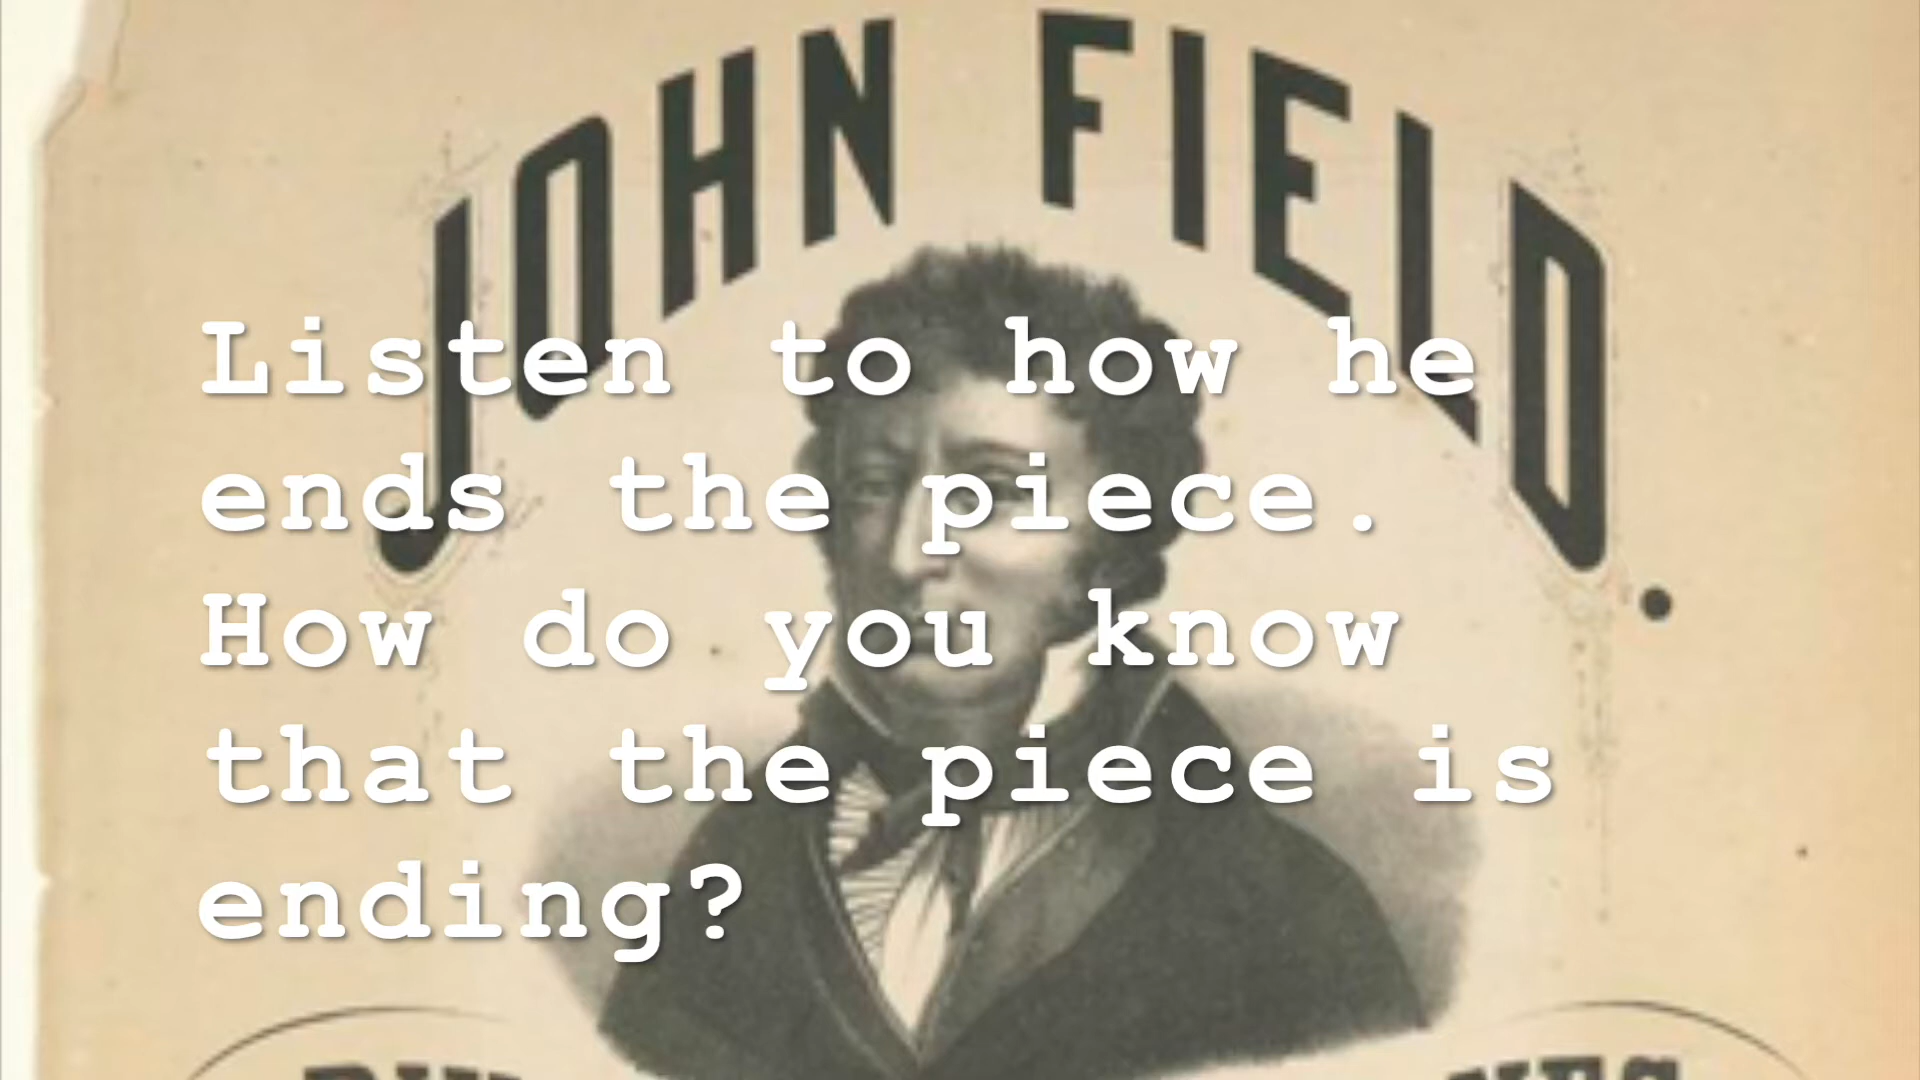 JOHN FIELD.
Listen to how he
ends the piece.
How do you know
that the piece is
ending?